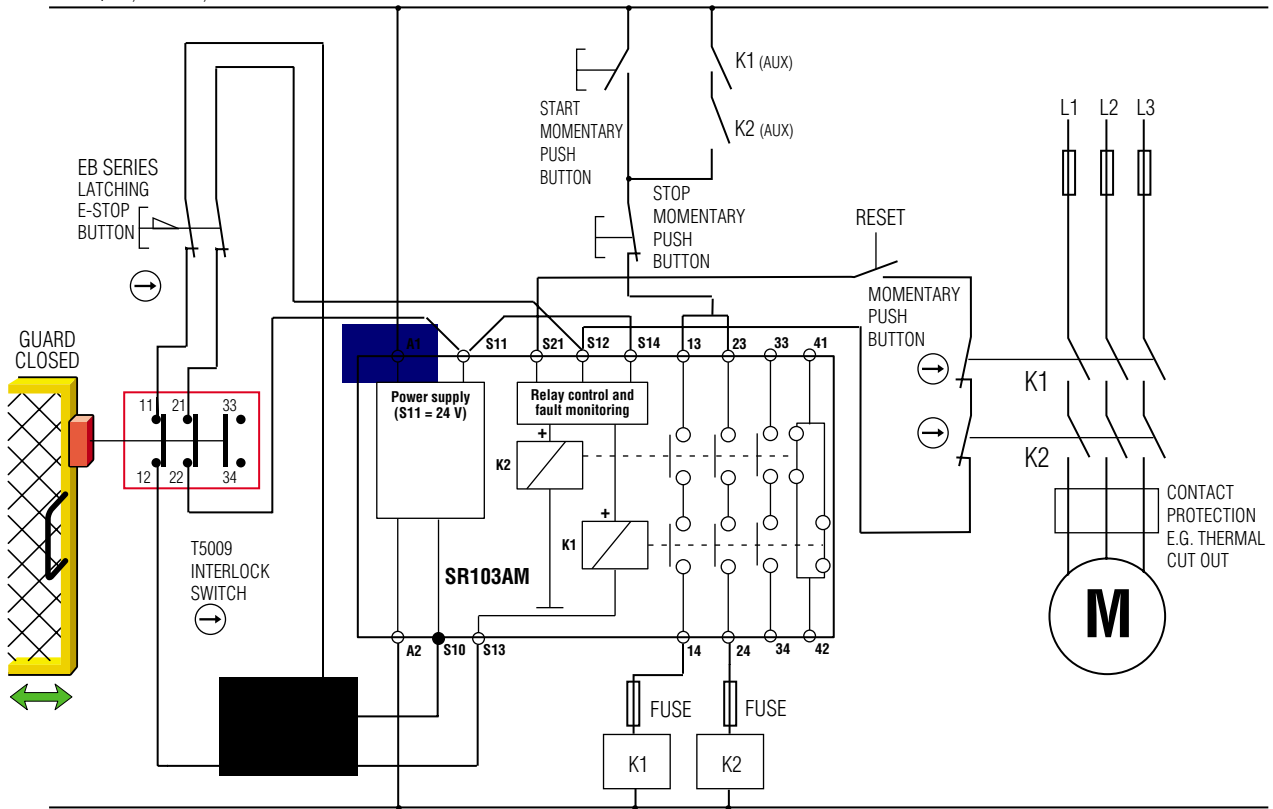 K1 (AUX)
START
MOMENTARY
PUSH
BUTTON
K2 (AUX)
L1 L2 L3
EB SERIES
LATCHING
E-STOP
BUTTON
STOP
MOMENTARY
PUSH
BUTTON
RESET
MOMENTARY
PUSH
BUTTON
GUARD
CLOSED
A1 S11 S21 S12 S14 13 23 33 41
K1
K2
Power supply
(S11 = 24 V)
Relay control and
fault monitoring
11 21 33
12 22 34
+
K2
+
K1
SR103AM
T5009
INTERLOCK
SWITCH
CONTACT
PROTECTION
E.G. THERMAL
CUT OUT
M
A2 S10 S13 14 24 34 42
FUSE FUSE
K1 K2